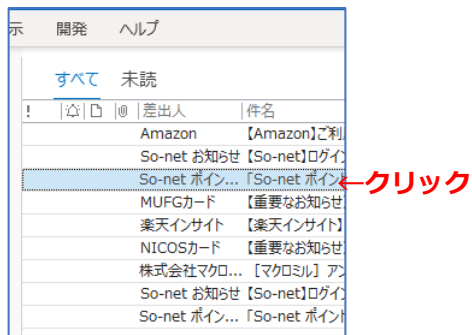 示 開発 ヘルプ
すべて 未読
! 差出人 件名
Amazon 【Amazon】ご利
So-net お知らせ 【So-net】ログイ
So-net ポイン... 「So-net ポイント
←クリック
MUFGカード 【重要なお知らせ
楽天インサイト 【楽天インサイト】
NICOSカード 【重要なお知らせ
株式会社マクロ... [マクロミル] アン
So-net お知らせ 【So-net】ログイ
So-net ポイン... 「So-net ポイント